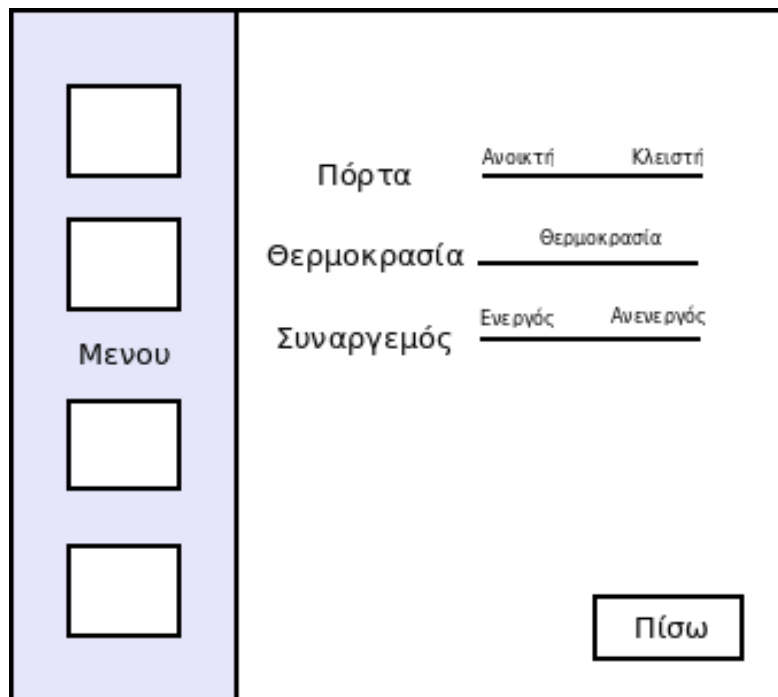 Μενου
Πόρτα
Ανοικτή Κλειστή
Θερμοκρασία
Θερμοκρασία
Συναργεμός
Ενεργός Ανενεργός
Πίσω